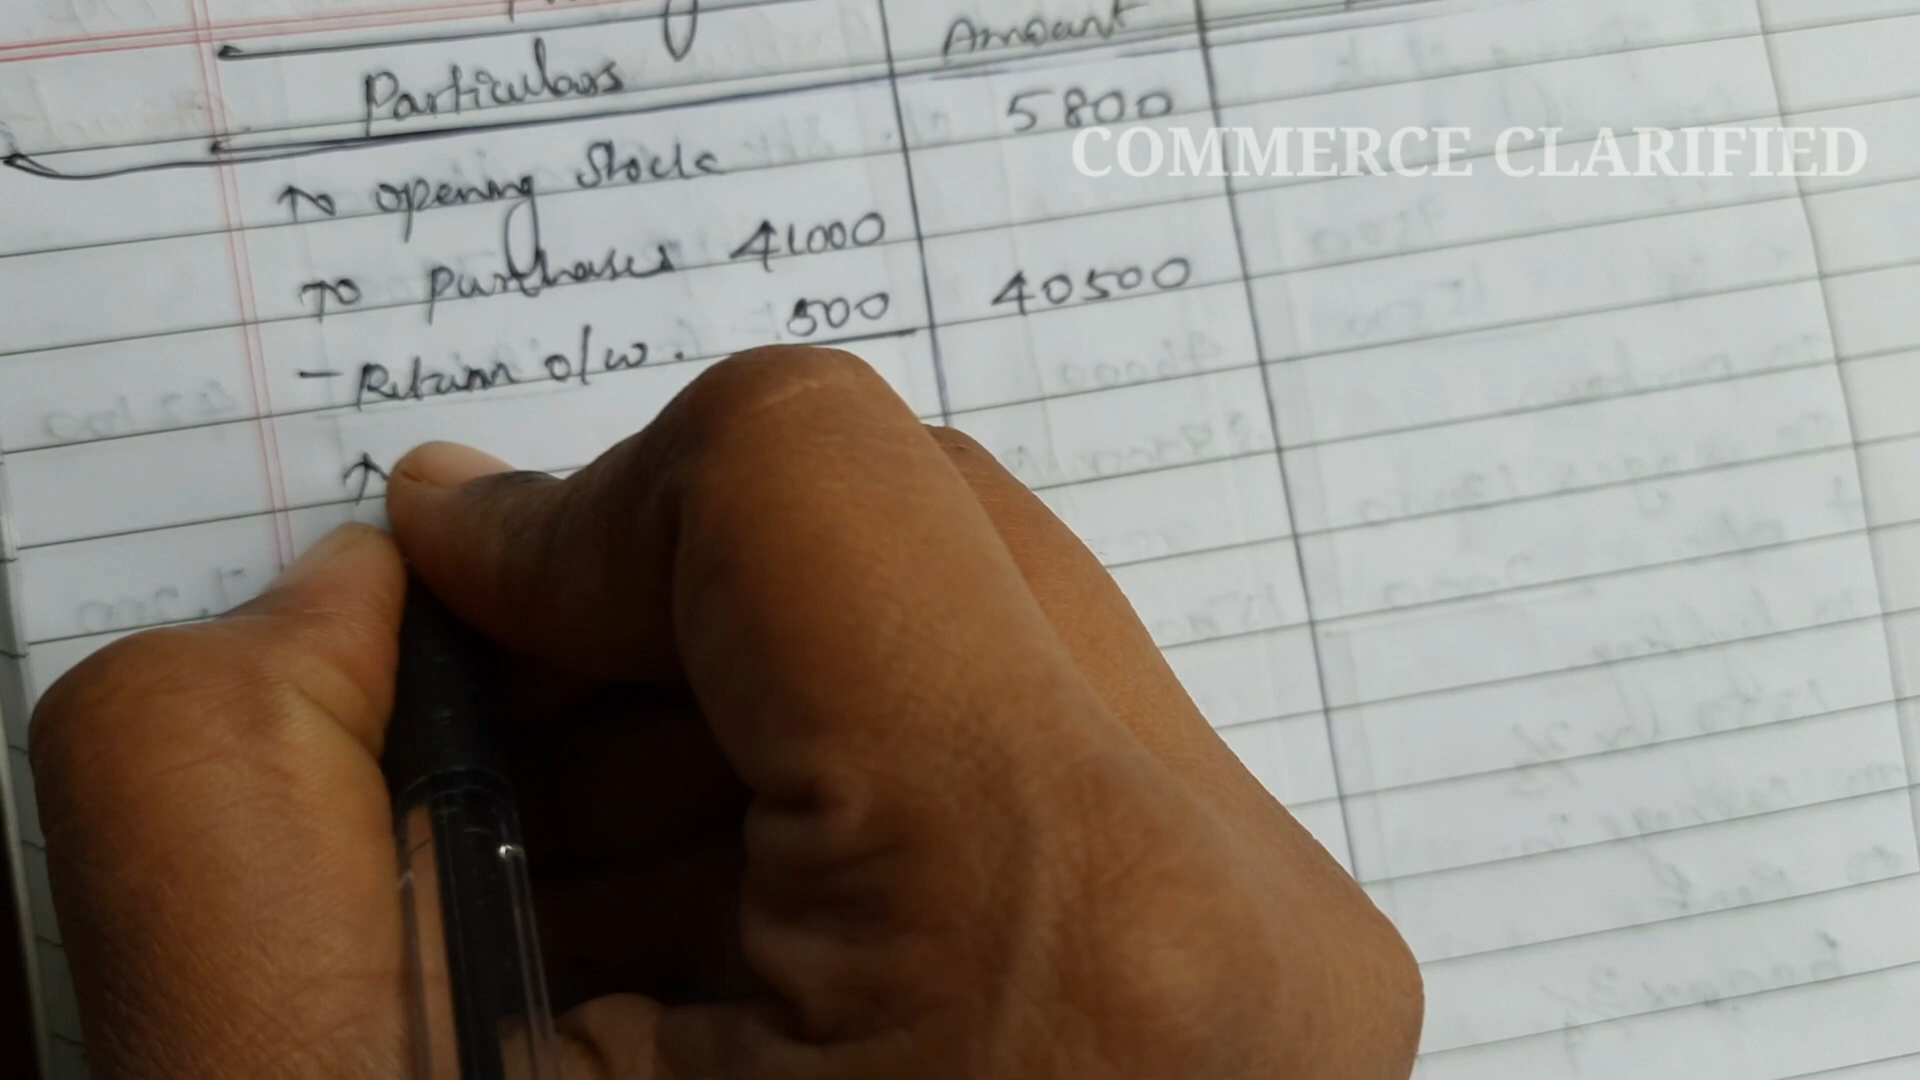 Particulars Amount
To opening Stock 5800
COMMERCE CLARIFIED
To purchases 41000
- Return o/w. 500 40500